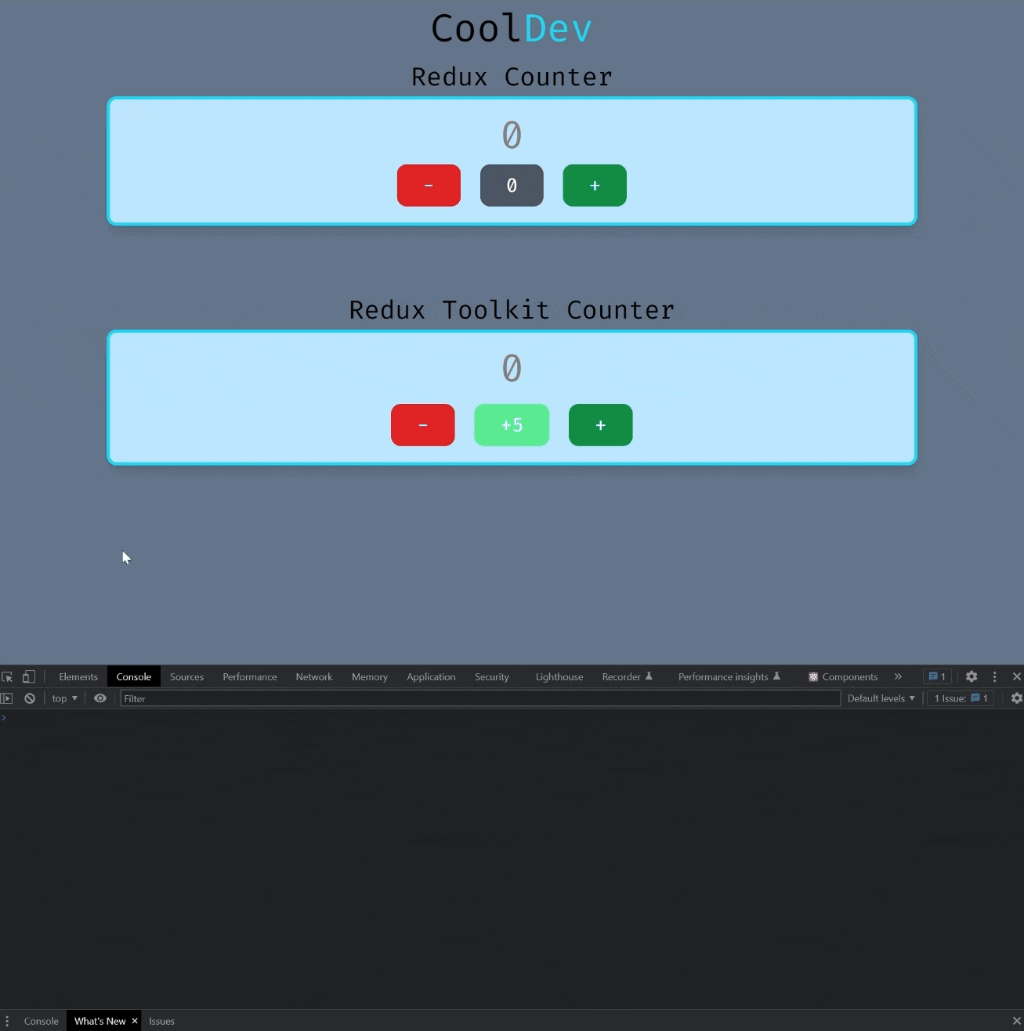 CoolDev
Redux Counter
0
- 0 +
Redux Toolkit Counter
0
- +5 +
Elements Console Sources Performance Network Memory Application Security Lighthouse Recorder Performance insights Components » 1
top Filter Default levels 1 Issue: 1
Console What's New Issues